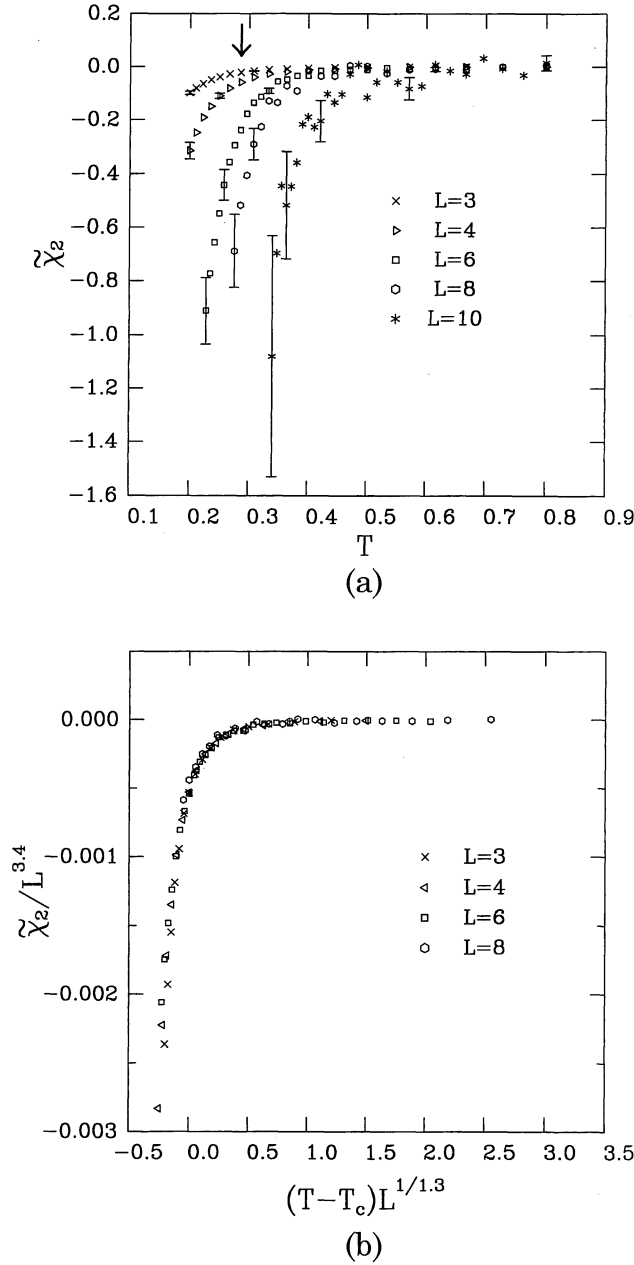 0.0
−0.2
−0.4
−0.6
−0.8
−1.0
−1.2
−1.4
−1.6
χ̃₂
× L=3
▷ L=4
□ L=6
○ L=8
* L=10
0.1 0.2 0.3 0.4 0.5 0.6 0.7 0.8 0.9
T
(a)
0.000
−0.001
−0.002
−0.003
χ̃₂/L^3.4
× L=3
◁ L=4
□ L=6
○ L=8
−0.5 0.0 0.5 1.0 1.5 2.0 2.5 3.0 3.5
(T−T_c)L^1/1.3
(b)